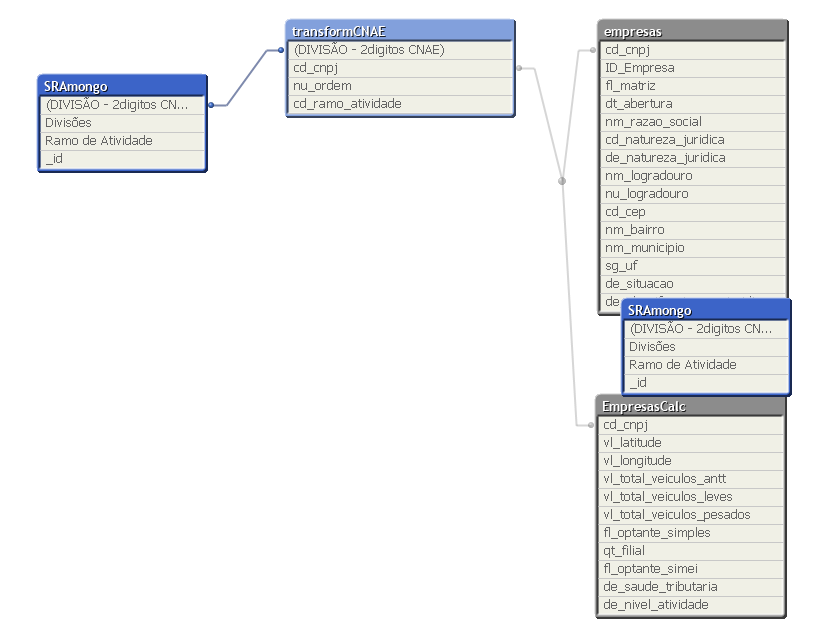 SRAmongo
(DIVISÃO - 2digitos CN...
Divisões
Ramo de Atividade
_id
transformCNAE
(DIVISÃO - 2digitos CNAE)
cd_cnpj
nu_ordem
cd_ramo_atividade
empresas
cd_cnpj
ID_Empresa
fl_matriz
dt_abertura
nm_razao_social
cd_natureza_juridica
de_natureza_juridica
nm_logradouro
nu_logradouro
cd_cep
nm_bairro
nm_municipio
sg_uf
de_situacao
SRAmongo
(DIVISÃO - 2digitos CN...
Divisões
Ramo de Atividade
_id
EmpresasCalc
cd_cnpj
vl_latitude
vl_longitude
vl_total_veiculos_antt
vl_total_veiculos_leves
vl_total_veiculos_pesados
fl_optante_simples
qt_filial
fl_optante_simei
de_saude_tributaria
de_nivel_atividade